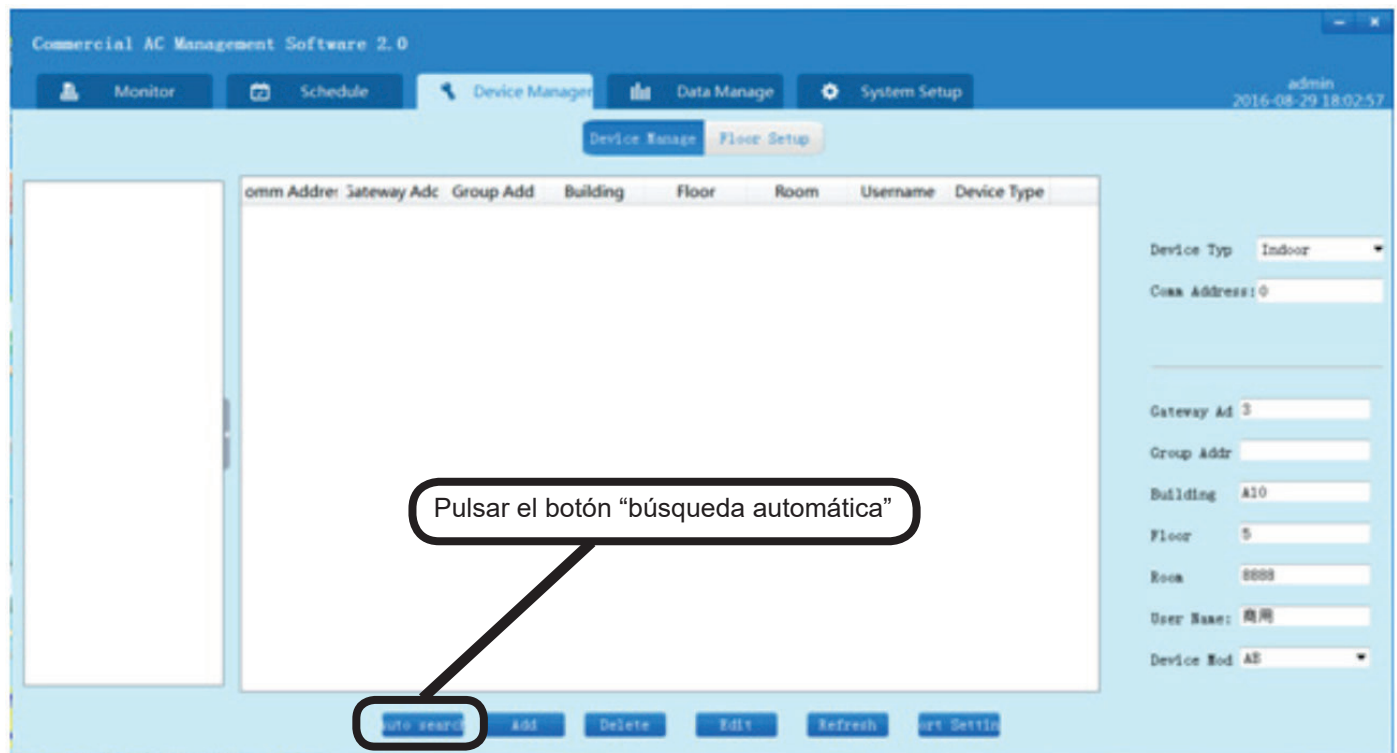 Commercial AC Management Software 2.0
Monitor Schedule Device Manager Data Manage System Setup
admin
2016-08-29 18:02:57
Device Manage Floor Setup
omm Addre Gateway Adc Group Add Building Floor Room Username Device Type
Device Typ Indoor
Comm Address: 0
Gateway Ad 3
Group Addr
Pulsar el botón “búsqueda automática”
Building A10
Floor 5
Room 8888
User Name: 商用
Device Mod AE
uto search Add Delete Edit Refresh ort Settin